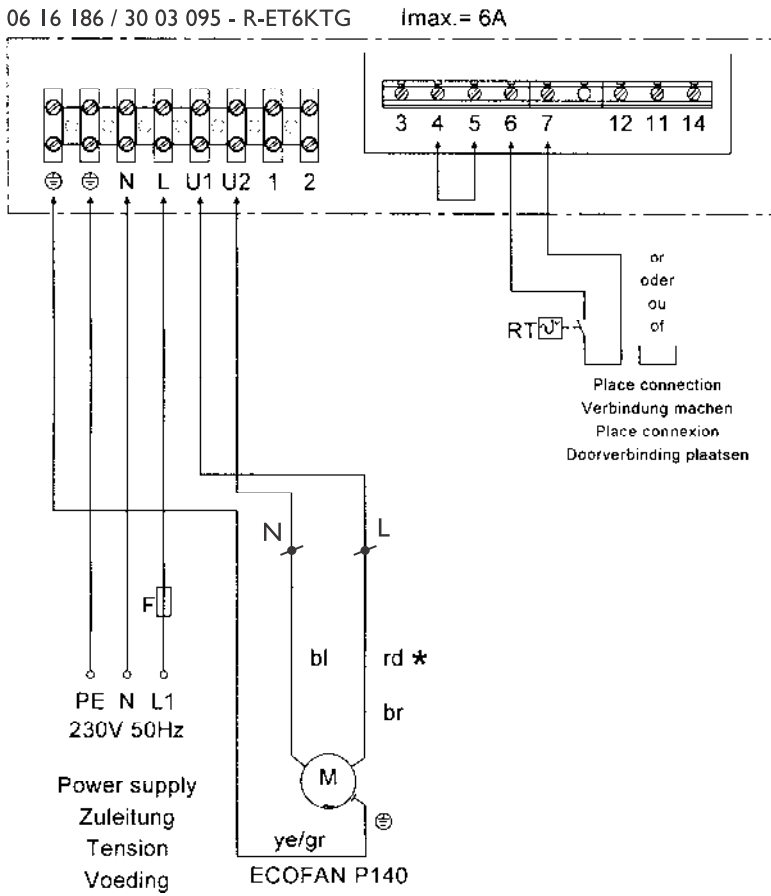 06 16 186 / 30 03 095 - R-ET6KTG Imax.= 6A
3 4 5 6 7 12 11 14
N L U1 U2 1 2
or
oder
ou
of
RT
Place connection
Verbindung machen
Place connexion
Doorverbinding plaatsen
N L
F
bl rd *
br
PE N L1
230V 50Hz
M
Power supply
Zuleitung
Tension
Voeding
ye/gr
ECOFAN P140